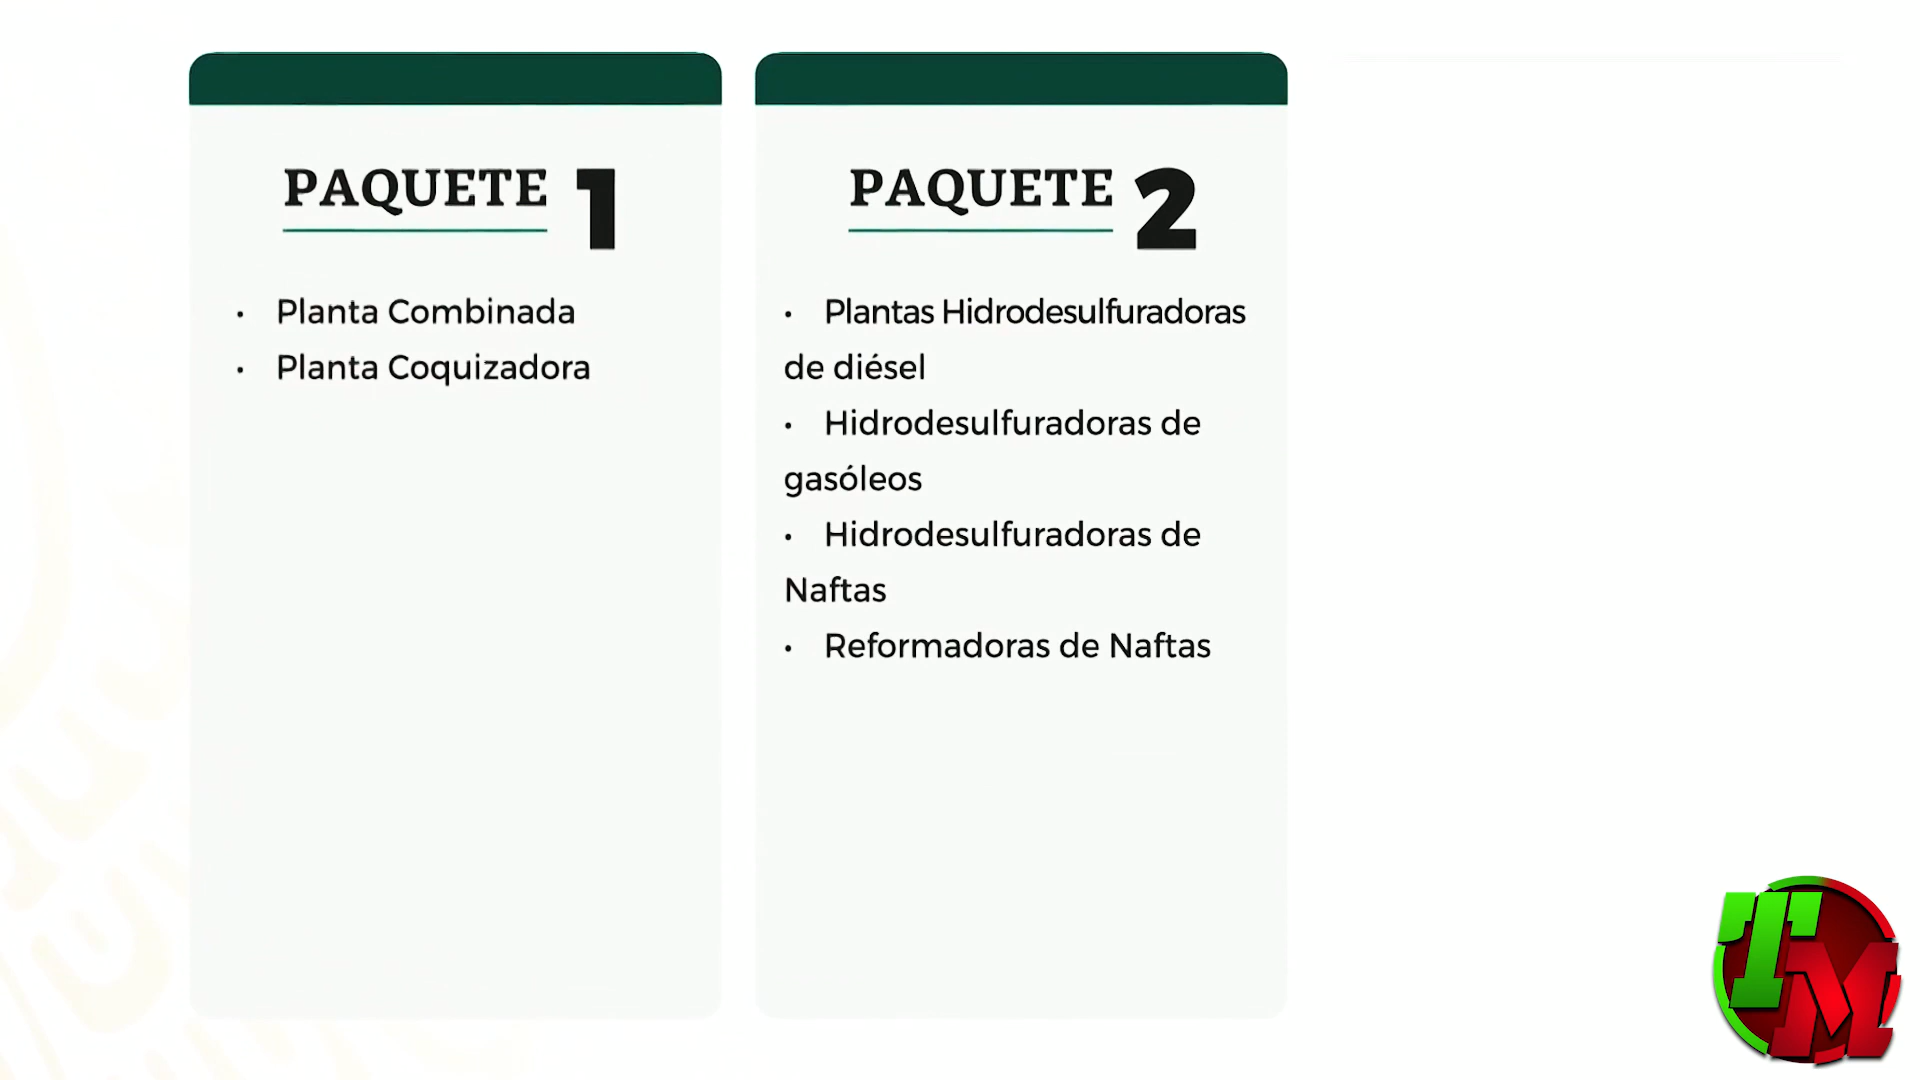 PAQUETE 1
• Planta Combinada
• Planta Coquizadora
PAQUETE 2
• Plantas Hidrodesulfuradoras
de diésel
• Hidrodesulfuradoras de
gasóleos
• Hidrodesulfuradoras de
Naftas
• Reformadoras de Naftas
TM